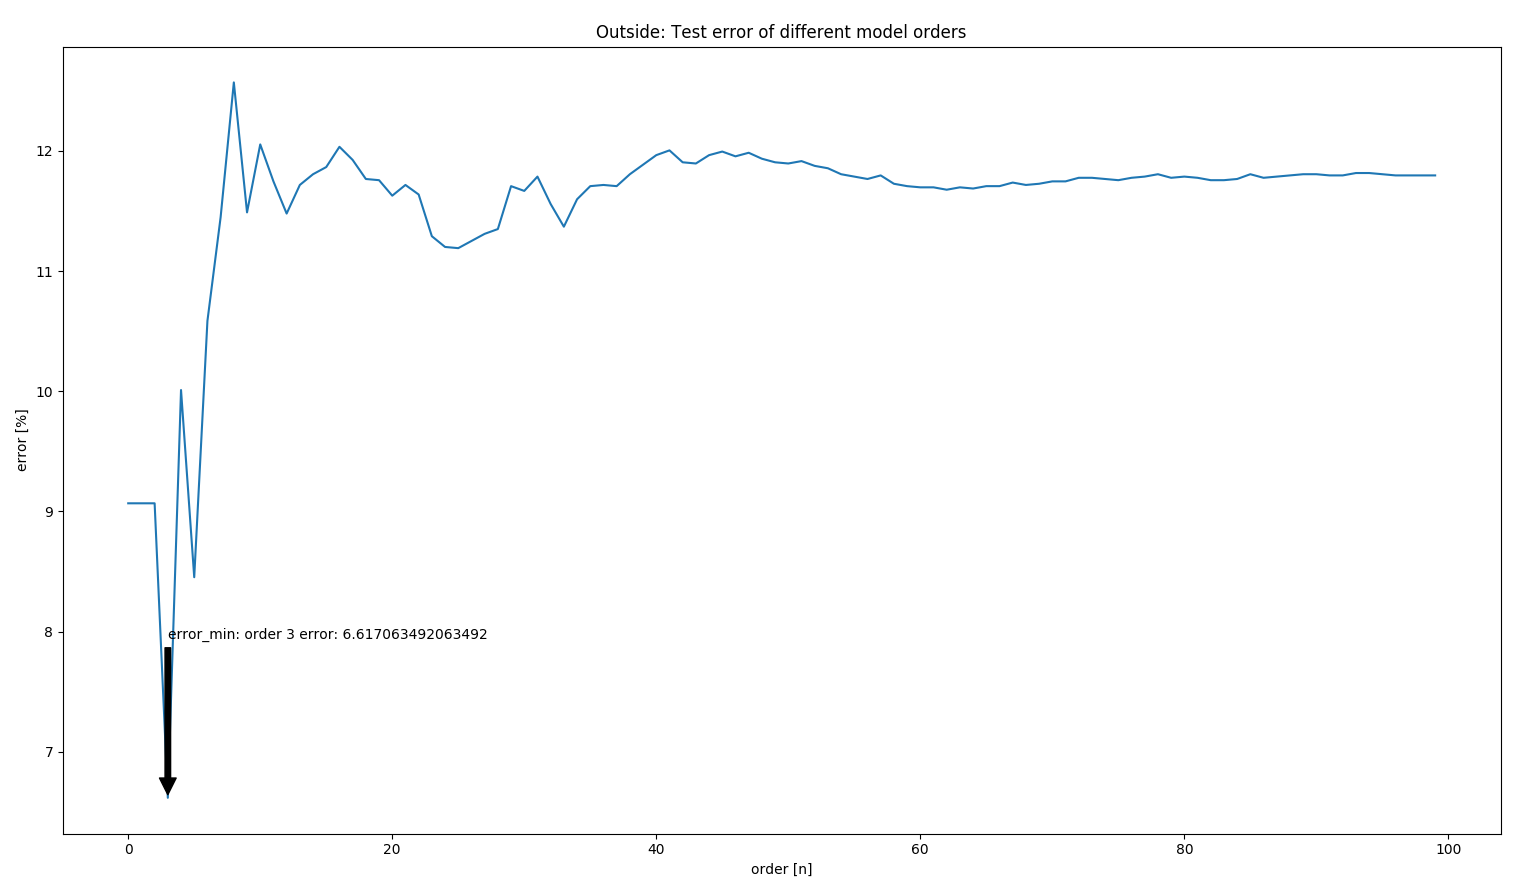 Outside: Test error of different model orders
error [%]
12
11
10
9
8
7
error_min: order 3 error: 6.617063492063492
0 20 40 60 80 100
order [n]